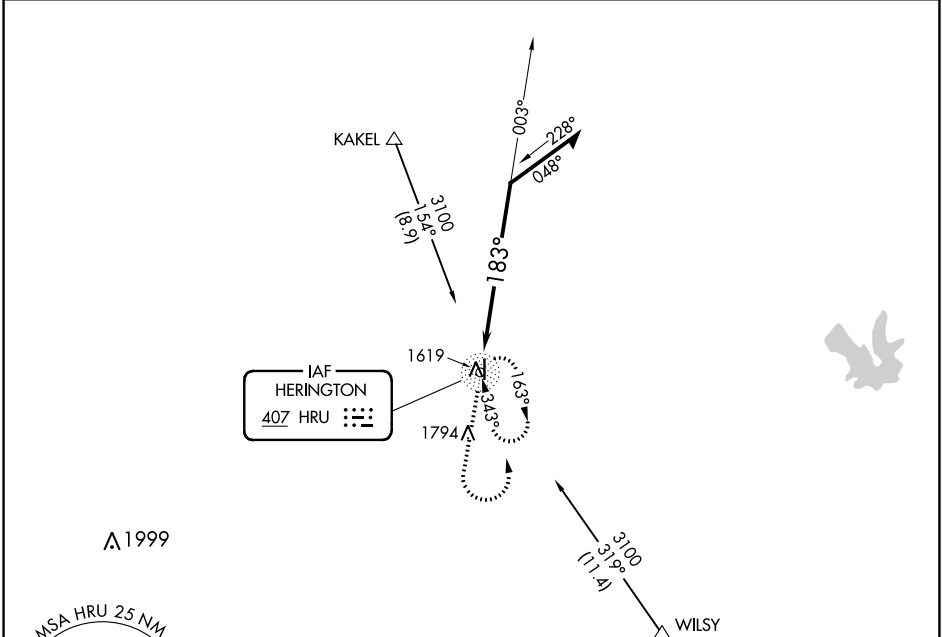 003°
228°
048°
KAKEL
3100
154°
(8.9)
183°
1619
IAF
HERINGTON
407 HRU
163°
343°
1794
1999
3100
319°
(11.4)
MSA HRU 25 NM
WILSY